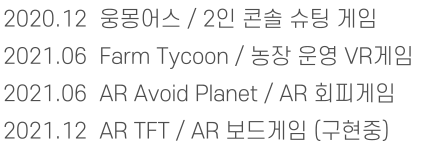 2020.12 웅몽어스 / 2인 콘솔 슈팅 게임
2021.06 Farm Tycoon / 농장 운영 VR게임
2021.06 AR Avoid Planet / AR 회피게임
2021.12 AR TFT / AR 보드게임 (구현중)